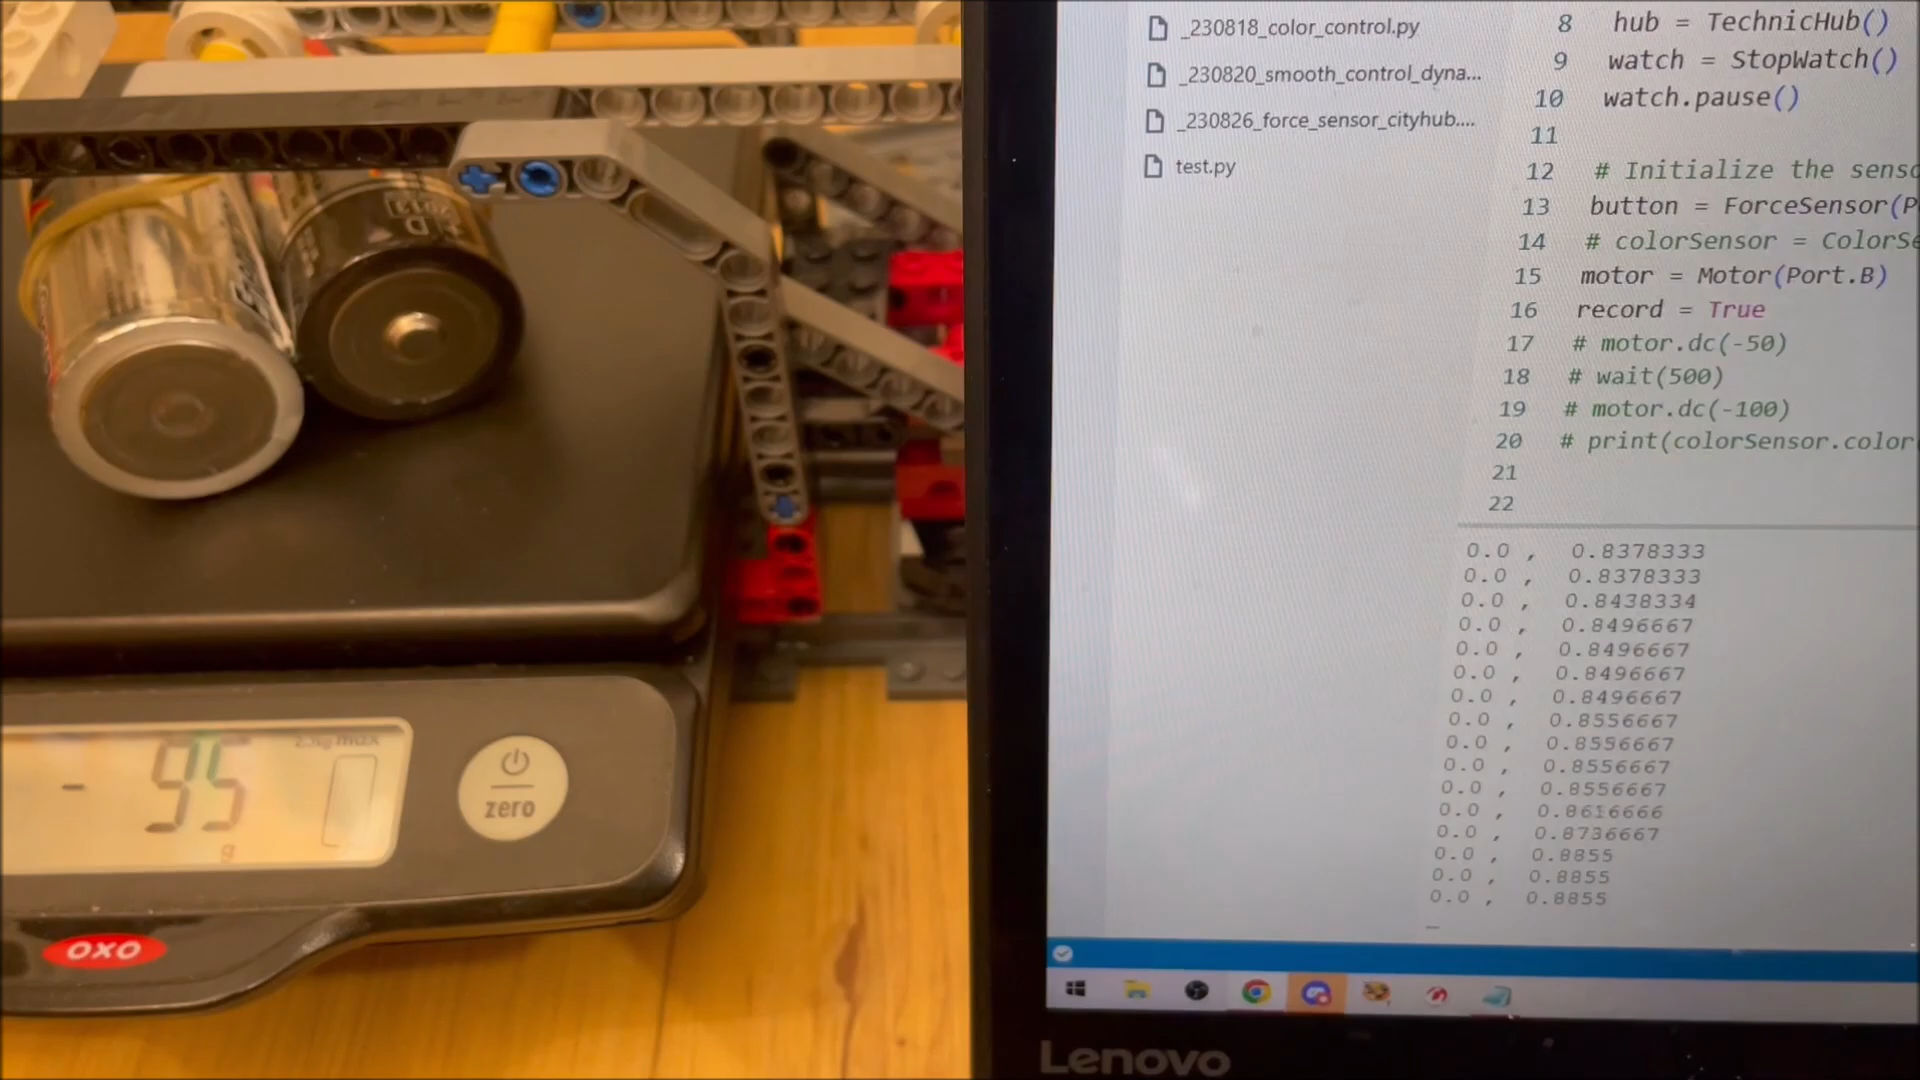 D
2013
- 95
g
zero
OXO
_230818_color_control.py
_230820_smooth_control_dyna...
_230826_force_sensor_cityhub....
test.py
8 hub = TechnicHub()
9 watch = StopWatch()
10 watch.pause()
11
12 # Initialize the senso
13 button = ForceSensor(P
14 # colorSensor = ColorSe
15 motor = Motor(Port.B)
16 record = True
17 # motor.dc(-50)
18 # wait(500)
19 # motor.dc(-100)
20 # print(colorSensor.color
21
22
0.0 , 0.8378333
0.0 , 0.8378333
0.0 , 0.8438334
0.0 , 0.8496667
0.0 , 0.8496667
0.0 , 0.8496667
0.0 , 0.8496667
0.0 , 0.8556667
0.0 , 0.8556667
0.0 , 0.8556667
0.0 , 0.8556667
0.0 , 0.8616666
0.0 , 0.8736667
0.0 , 0.8855
0.0 , 0.8855
0.0 , 0.8855
Lenovo